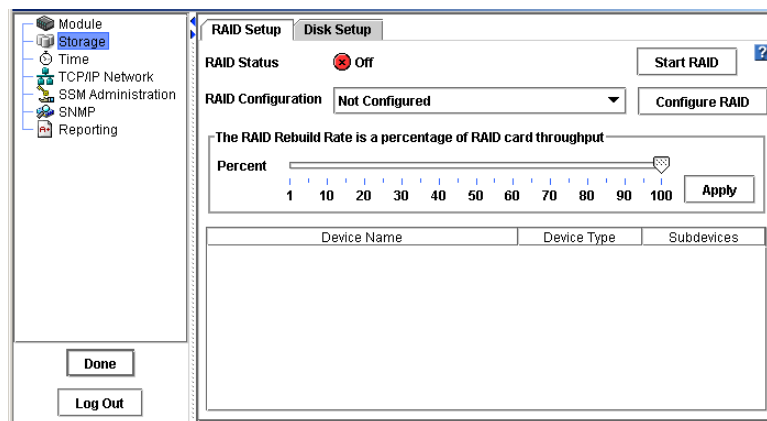 Module
Storage
Time
TCP/IP Network
SSM Administration
SNMP
Reporting
Done
Log Out
RAID Setup Disk Setup
RAID Status Off Start RAID ?
RAID Configuration Not Configured Configure RAID
The RAID Rebuild Rate is a percentage of RAID card throughput
Percent
1 10 20 30 40 50 60 70 80 90 100 Apply
Device Name Device Type Subdevices